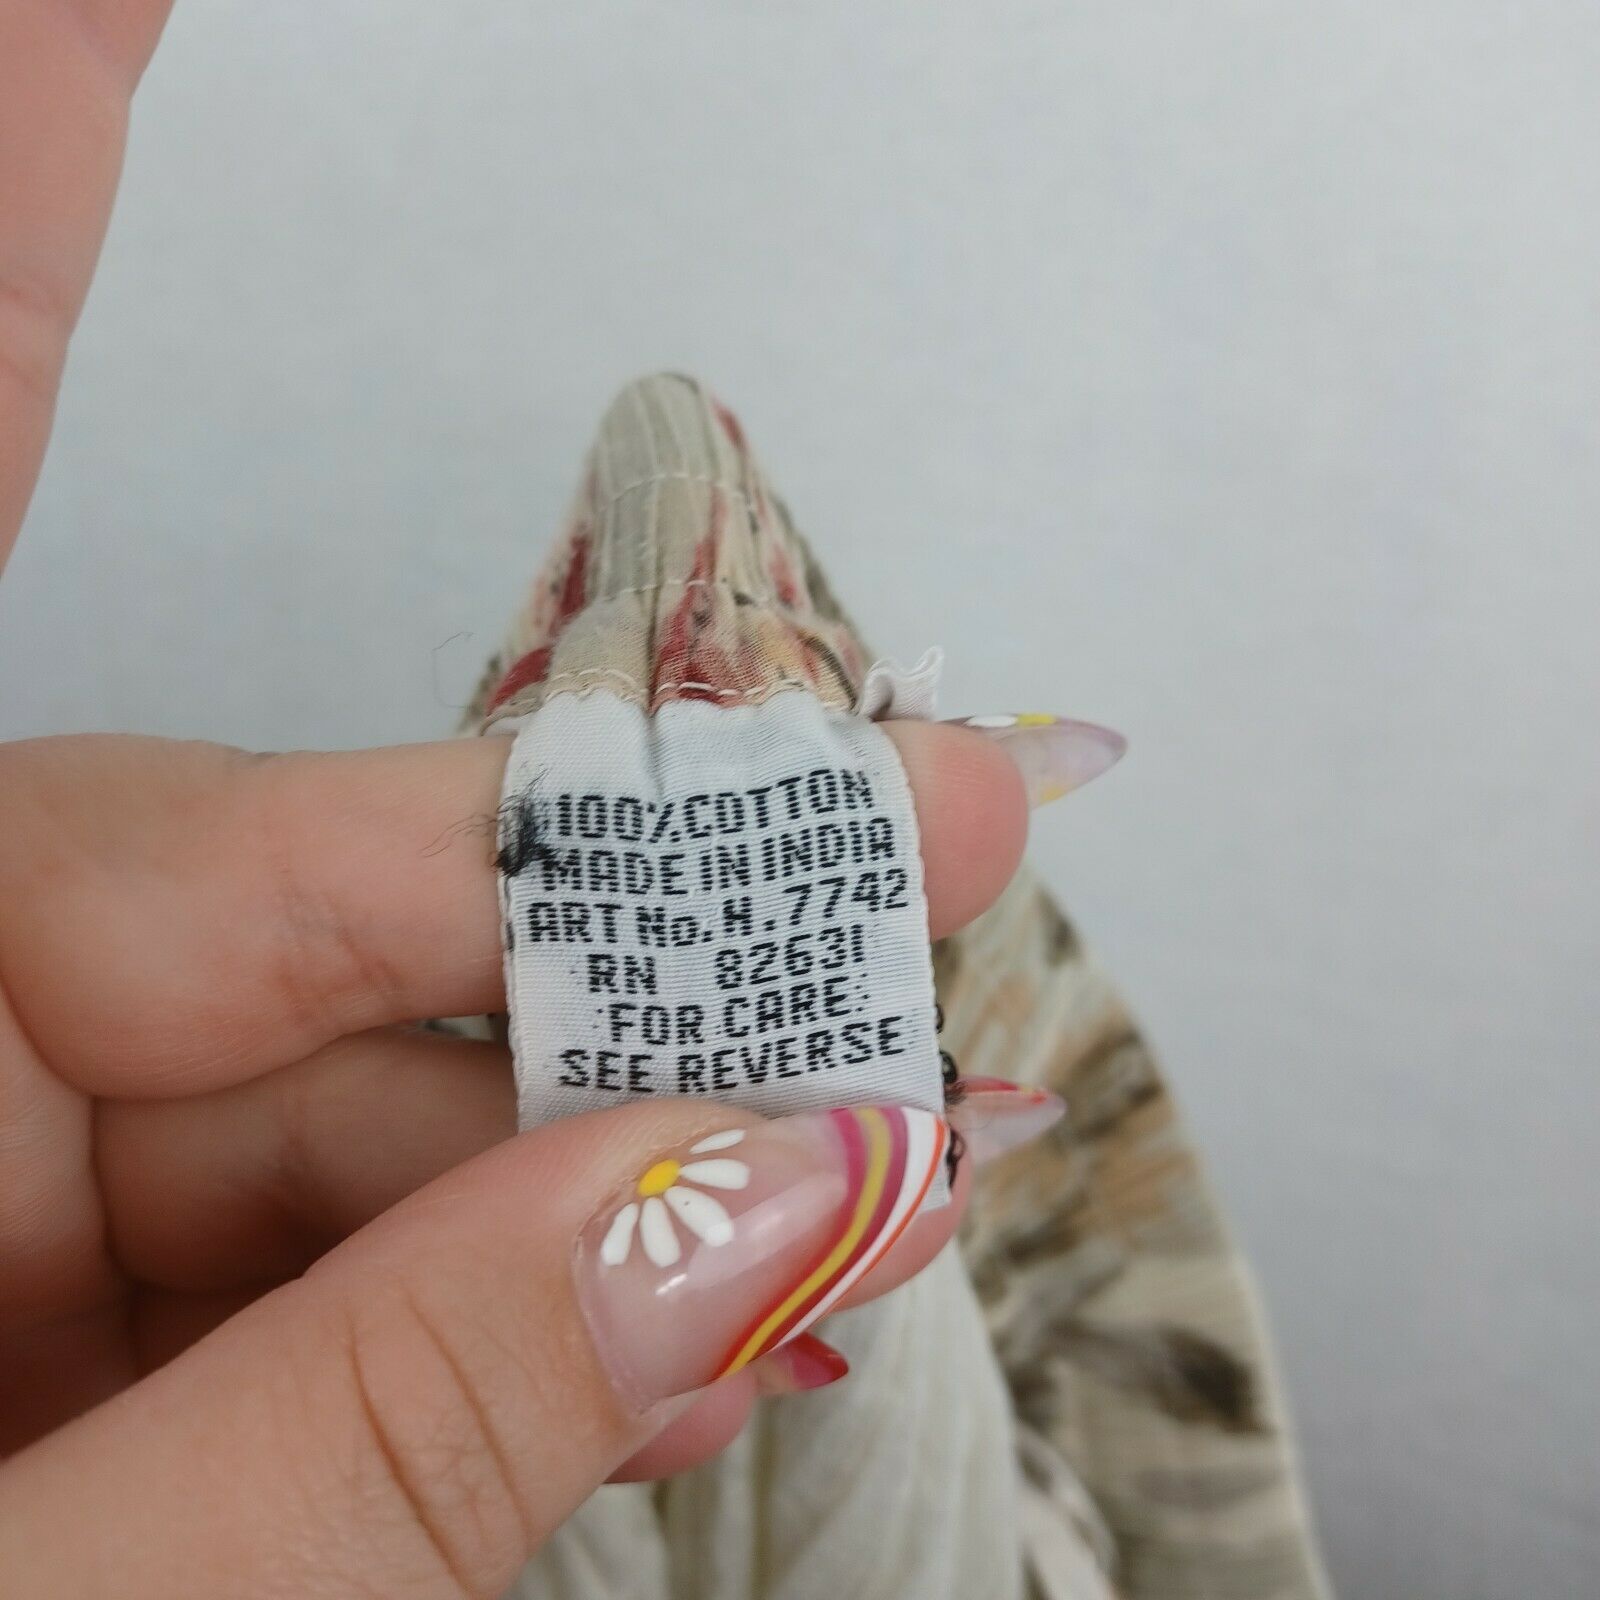 100% COTTON
MADE IN INDIA
ART No. H.7742
RN 82631
FOR CARE:
SEE REVERSE